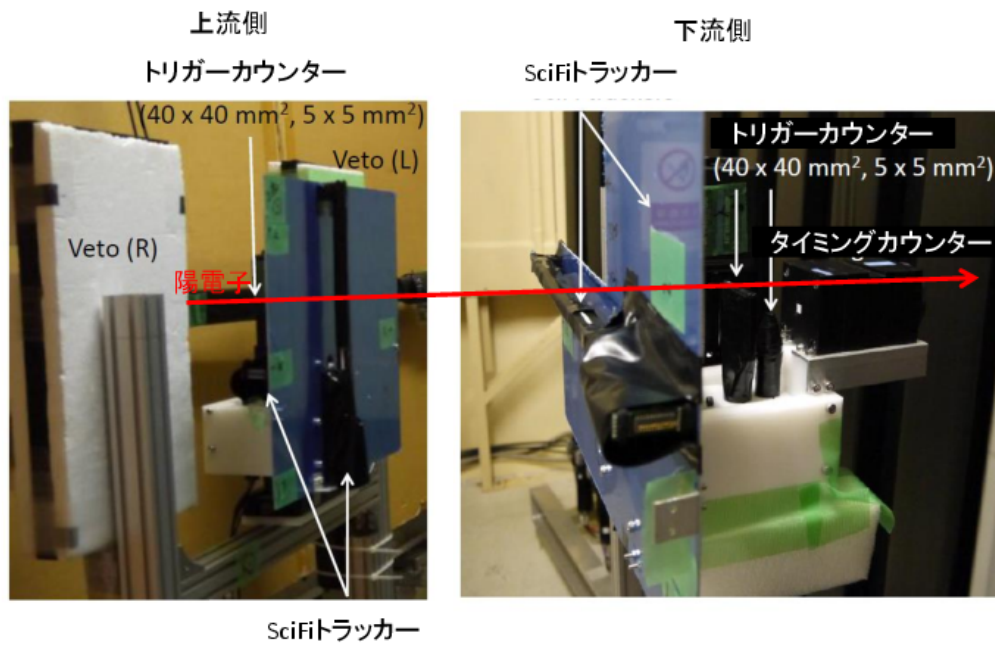 上流側
トリガーカウンター
(40 x 40 mm², 5 x 5 mm²)
Veto (L)
Veto (R)
陽電子
SciFiトラッカー
下流側
SciFiトラッカー
トリガーカウンター
(40 x 40 mm², 5 x 5 mm²)
タイミングカウンター